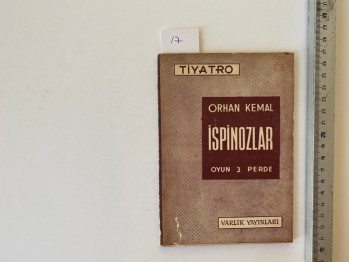 17
TİYATRO
ORHAN KEMAL
İSPİNOZLAR
OYUN 3 PERDE
VARLIK YAYINLARI